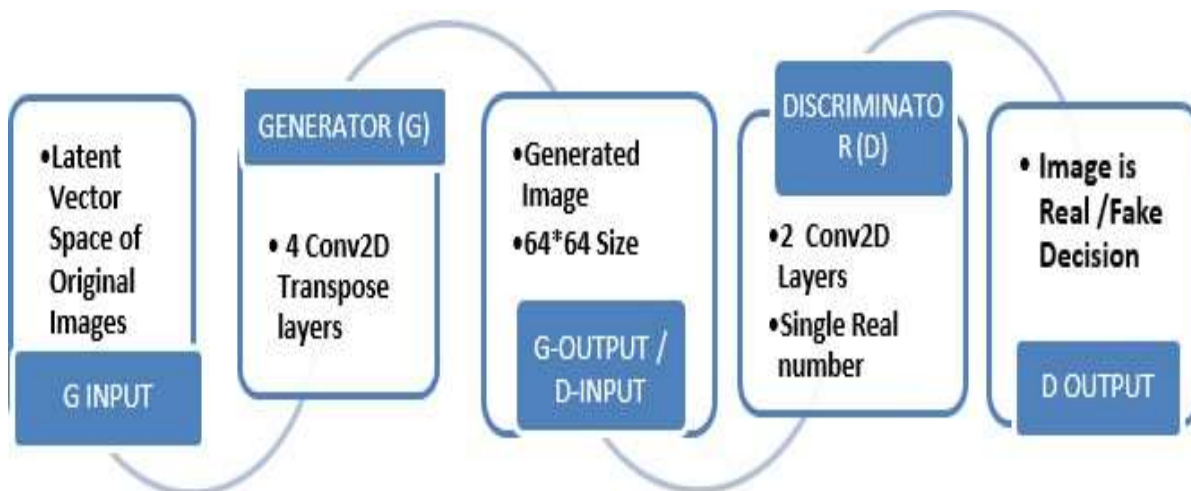 •Latent
Vector
Space of
Original
Images
G INPUT
GENERATOR (G)
• 4 Conv2D
Transpose
layers
•Generated
Image
•64*64 Size
G-OUTPUT /
D-INPUT
DISCRIMINATO
R (D)
•2 Conv2D
Layers
•Single Real
number
• Image is
Real /Fake
Decision
D OUTPUT